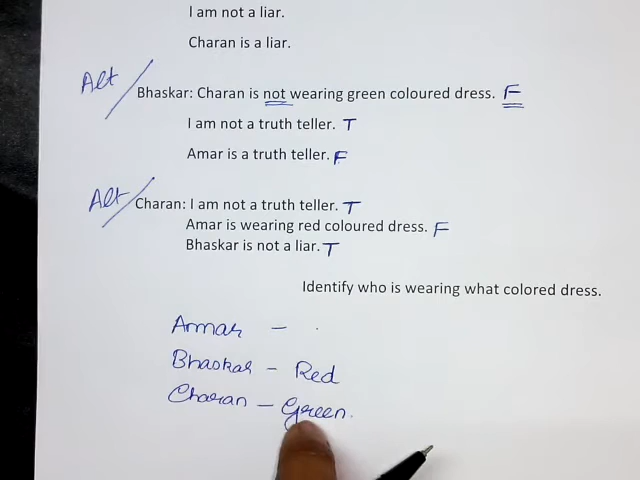 I am not a liar.
Charan is a liar.
Alt / Bhaskar: Charan is not wearing green coloured dress. F
I am not a truth teller. T
Amar is a truth teller. F
Alt / Charan: I am not a truth teller. T
Amar is wearing red coloured dress. F
Bhaskar is not a liar. T
Identify who is wearing what colored dress.
Amar -
Bhaskar - Red
Charan - Green.